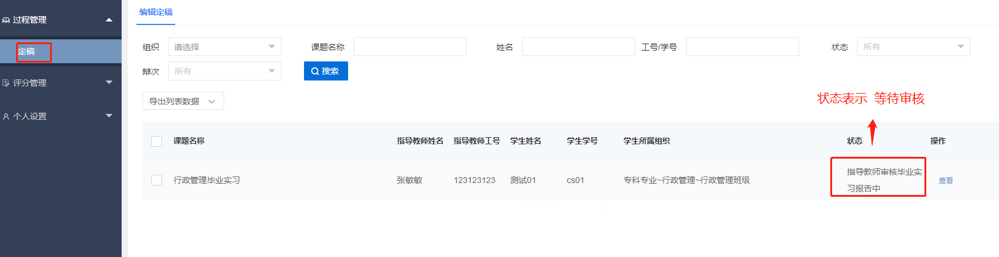 过程管理
定稿
评分管理
个人设置
编辑定稿
组织 请选择 课题名称 姓名 工号/学号 状态 所有
辩次 所有 搜索
导出列表数据
状态表示 等待审核
课题名称 指导教师姓名 指导教师工号 学生姓名 学生学号 学生所属组织 状态 操作
行政管理毕业实习 张敏敏 123123123 测试01 cs01 专科专业~行政管理~行政管理班级 指导教师审核毕业实 查看
习报告中